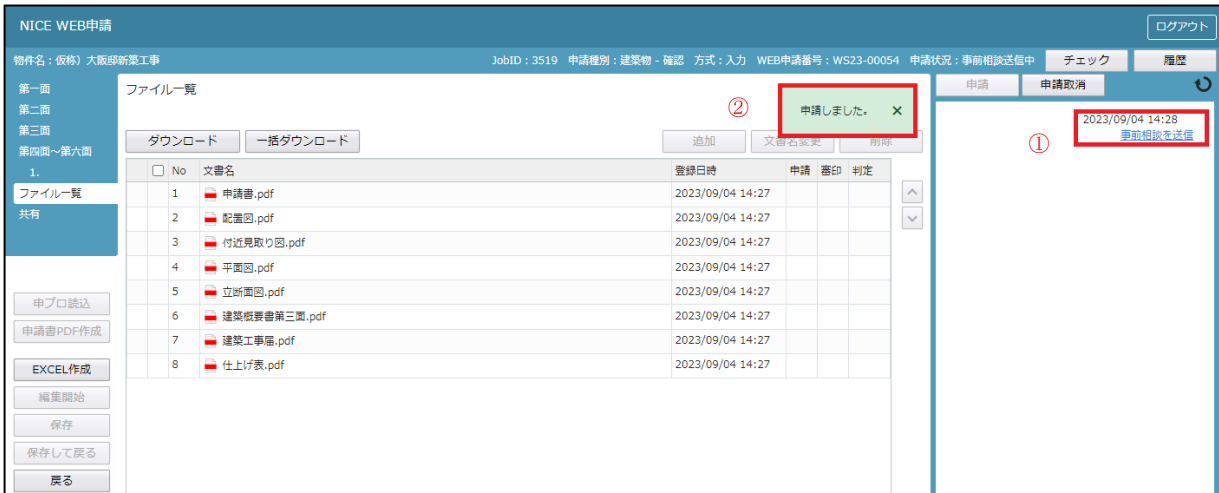 NICE WEB申請
ログアウト
物件名：仮称）大阪邸新築工事 JobID：3519 申請種別：建築物 - 確認 方式：入力 WEB申請番号：WS23-00054 申請状況：事前相談送信中 チェック 履歴
第一面
第二面
第三面
第四面～第六面
1.
ファイル一覧
共有
申プロ読込
申請書PDF作成
EXCEL作成
編集開始
保存
保存して戻る
戻る
ファイル一覧
② 申請しました。 ×
ダウンロード 一括ダウンロード 追加 文書名変更 削除
No 文書名 登録日時 申請 審印 判定
1 申請書.pdf 2023/09/04 14:27
2 配置図.pdf 2023/09/04 14:27
3 付近見取り図.pdf 2023/09/04 14:27
4 平面図.pdf 2023/09/04 14:27
5 立断面図.pdf 2023/09/04 14:27
6 建築概要書第三面.pdf 2023/09/04 14:27
7 建築工事届.pdf 2023/09/04 14:27
8 仕上げ表.pdf 2023/09/04 14:27
申請 申請取消
① 2023/09/04 14:28
事前相談を送信